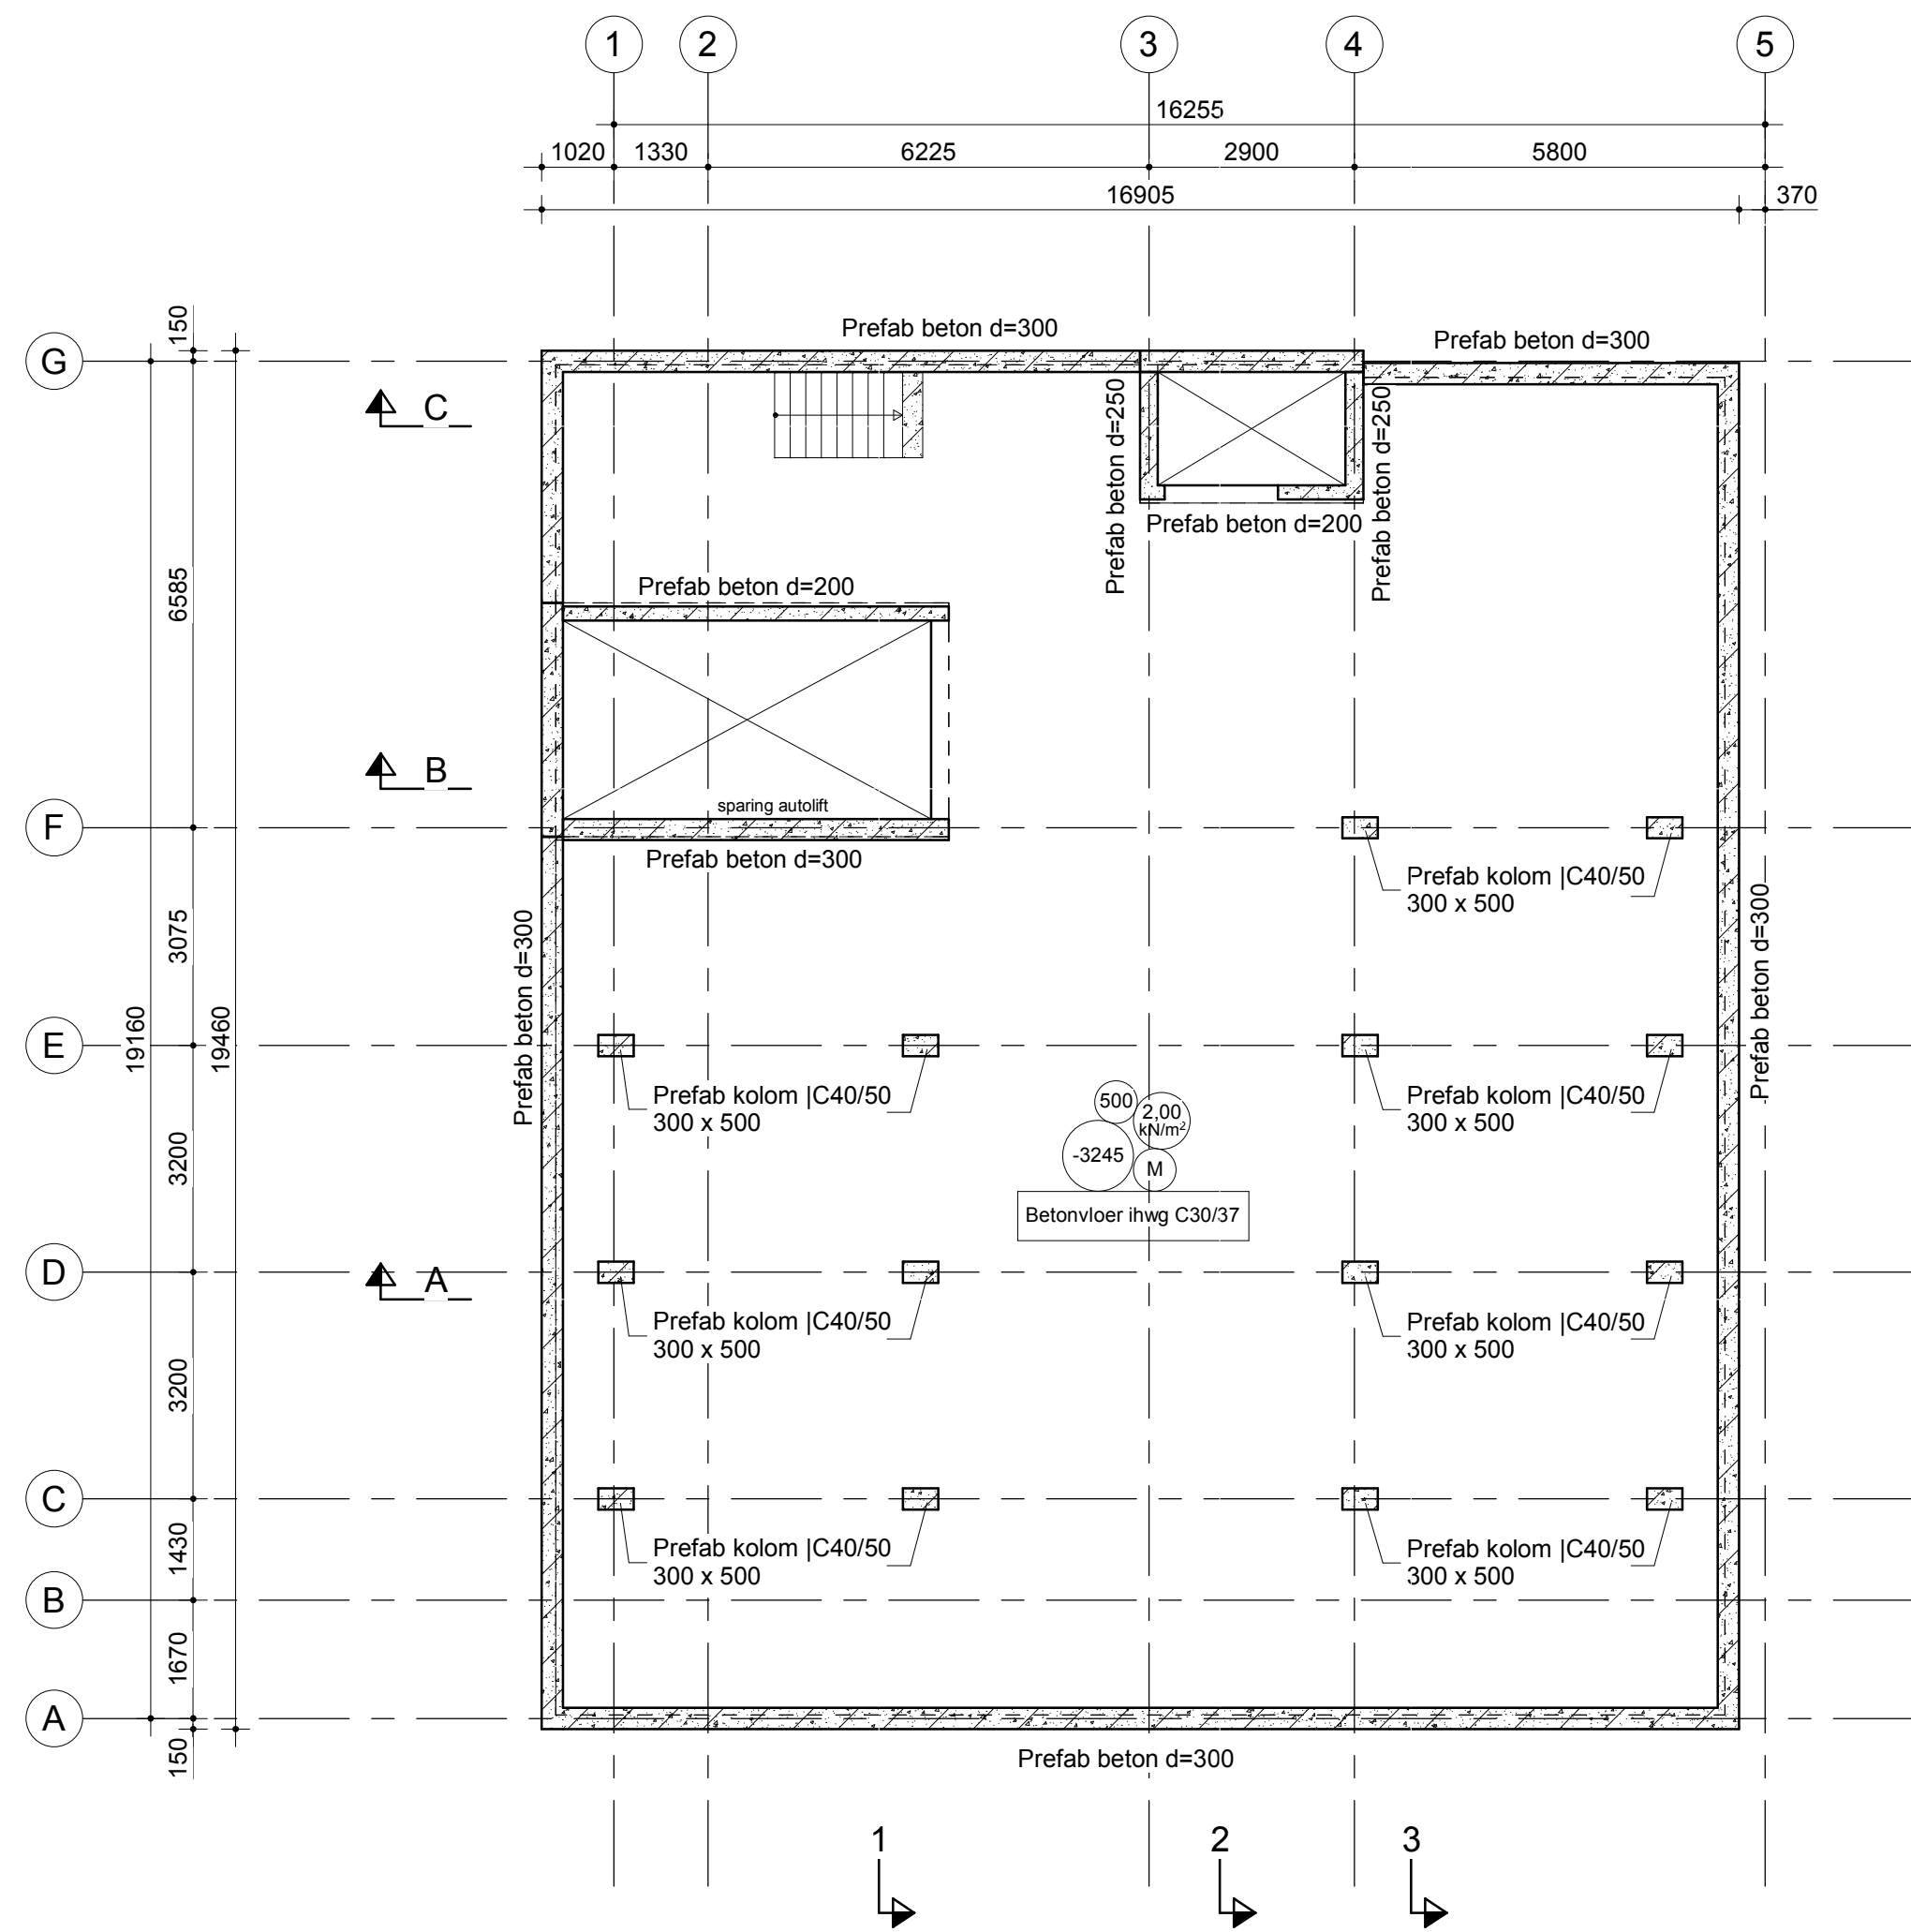 1 2 3 4 5
16255
1020 1330 6225 2900 5800
16905 370
150
Prefab beton d=300
Prefab beton d=300
G
C
Prefab beton d=250
Prefab beton d=250
Prefab beton d=200
6585
Prefab beton d=200
B
sparing autolift
F
Prefab beton d=300
Prefab kolom |C40/50
300 x 500
3075
Prefab beton d=300
Prefab beton d=300
19160
19460
E
Prefab kolom |C40/50
300 x 500
Prefab kolom |C40/50
300 x 500
500
2,00
kN/m²
-3245
M
Betonvloer ihwg C30/37
3200
D
A
Prefab kolom |C40/50
300 x 500
Prefab kolom |C40/50
300 x 500
3200
C
Prefab kolom |C40/50
300 x 500
Prefab kolom |C40/50
300 x 500
1430
B
1670
A
150
Prefab beton d=300
1 2 3